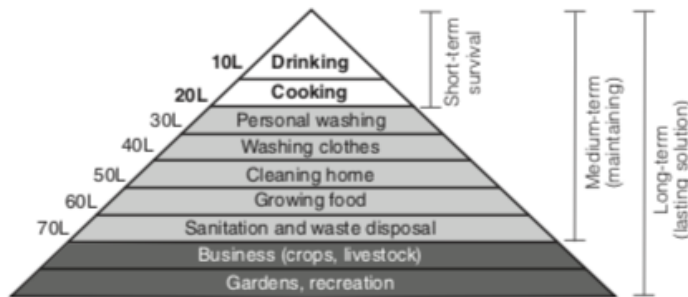 10L Drinking
20L Cooking
30L Personal washing
40L Washing clothes
50L Cleaning home
60L Growing food
70L Sanitation and waste disposal
Business (crops, livestock)
Gardens, recreation
Short-term
survival
Medium-term
(maintaining)
Long-term
(lasting solution)